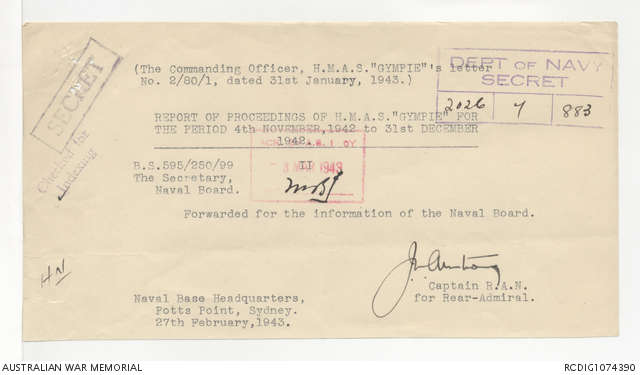 SECRET
Checked for
Indexing
(The Commanding Officer, H.M.A.S."GYMPIE"'s letter
No. 2/80/1, dated 31st January, 1943.)
DEPT OF NAVY
SECRET
2026 7 883
REPORT OF PROCEEDINGS OF H.M.A.S."GYMPIE" FOR
THE PERIOD 4th NOVEMBER,1942 to 31st DECEMBER
1942.
B.S.595/250/99
II
1943
The Secretary,
Naval Board.
Forwarded for the information of the Naval Board.
HN
Captain R.A.N.
for Rear-Admiral.
Naval Base Headquarters,
Potts Point, Sydney.
27th February,1943.
AUSTRALIAN WAR MEMORIAL
RCDIG1074390